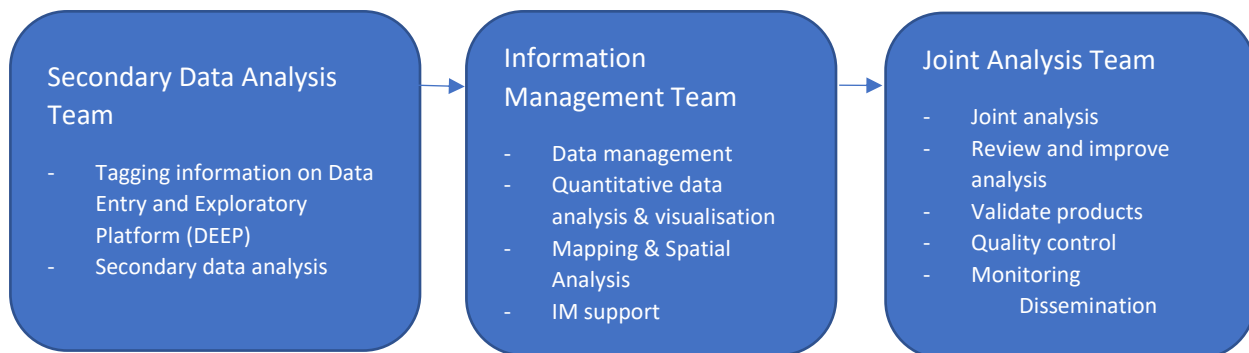 Secondary Data Analysis
Team
- Tagging information on Data
Entry and Exploratory
Platform (DEEP)
- Secondary data analysis
Information
Management Team
- Data management
- Quantitative data
analysis & visualisation
- Mapping & Spatial
Analysis
- IM support
Joint Analysis Team
- Joint analysis
- Review and improve
analysis
- Validate products
- Quality control
- Monitoring
Dissemination